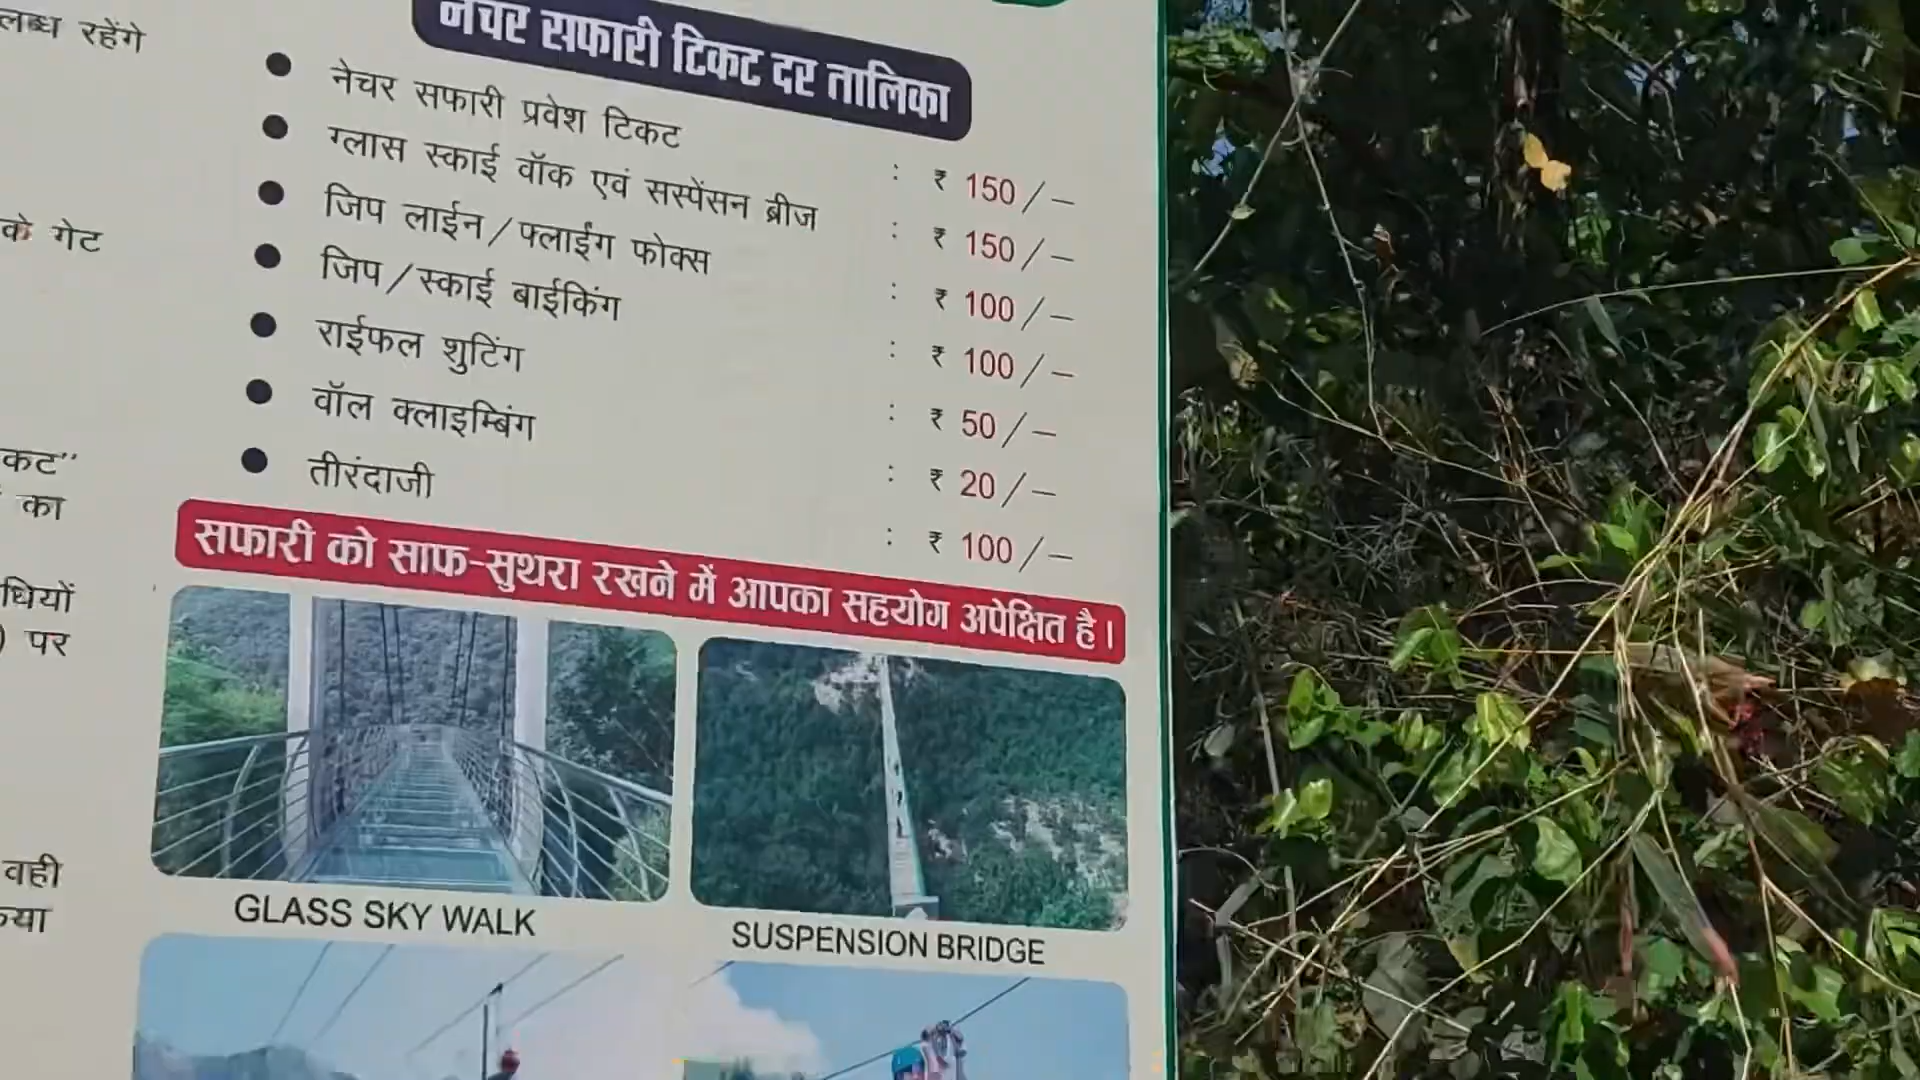 लब्ध रहेंगे
के गेट
कट"
का
धियों
) पर
वही
नेचर सफारी टिकट दर तालिका
● नेचर सफारी प्रवेश टिकट : ₹ 150/–
● ग्लास स्काई वॉक एवं सस्पेंसन ब्रीज : ₹ 150/–
● जिप लाईन/फ्लाईंग फोक्स : ₹ 100/–
● जिप/स्काई बाईकिंग : ₹ 100/–
● राईफल शुटिंग : ₹ 50/–
● वॉल क्लाइम्बिंग : ₹ 20/–
● तीरंदाजी : ₹ 100/–
सफारी को साफ-सुथरा रखने में आपका सहयोग अपेक्षित है।
GLASS SKY WALK
SUSPENSION BRIDGE